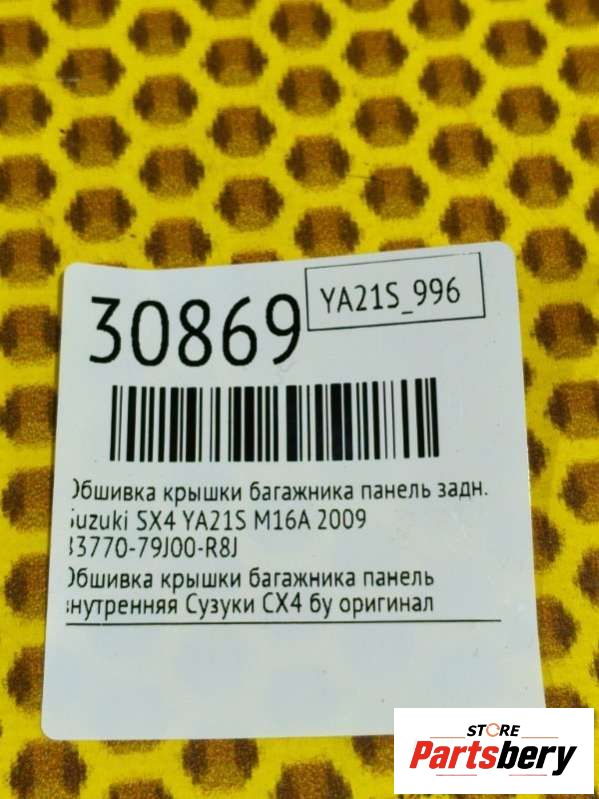 30869
YA21S_996
Обшивка крышки багажника панель задн.
Suzuki SX4 YA21S M16A 2009
83770-79J00-R8J
Обшивка крышки багажника панель
внутренняя Сузуки СХ4 бу оригинал
STORE
Partsbery